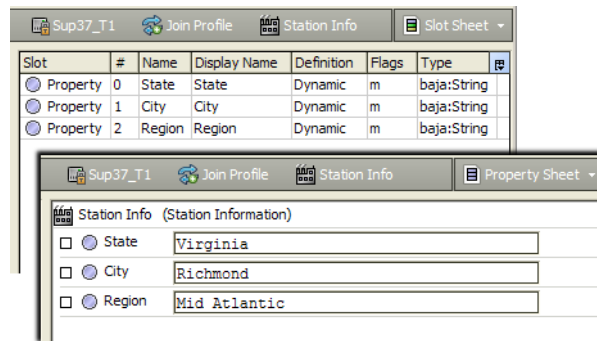 Sup37_T1 Join Profile Station Info Slot Sheet
Slot # Name Display Name Definition Flags Type
Property 0 State State Dynamic m baja:String
Property 1 City City Dynamic m baja:String
Property 2 Region Region Dynamic m baja:String
Sup37_T1 Join Profile Station Info Property Sheet
Station Info (Station Information)
State Virginia
City Richmond
Region Mid Atlantic